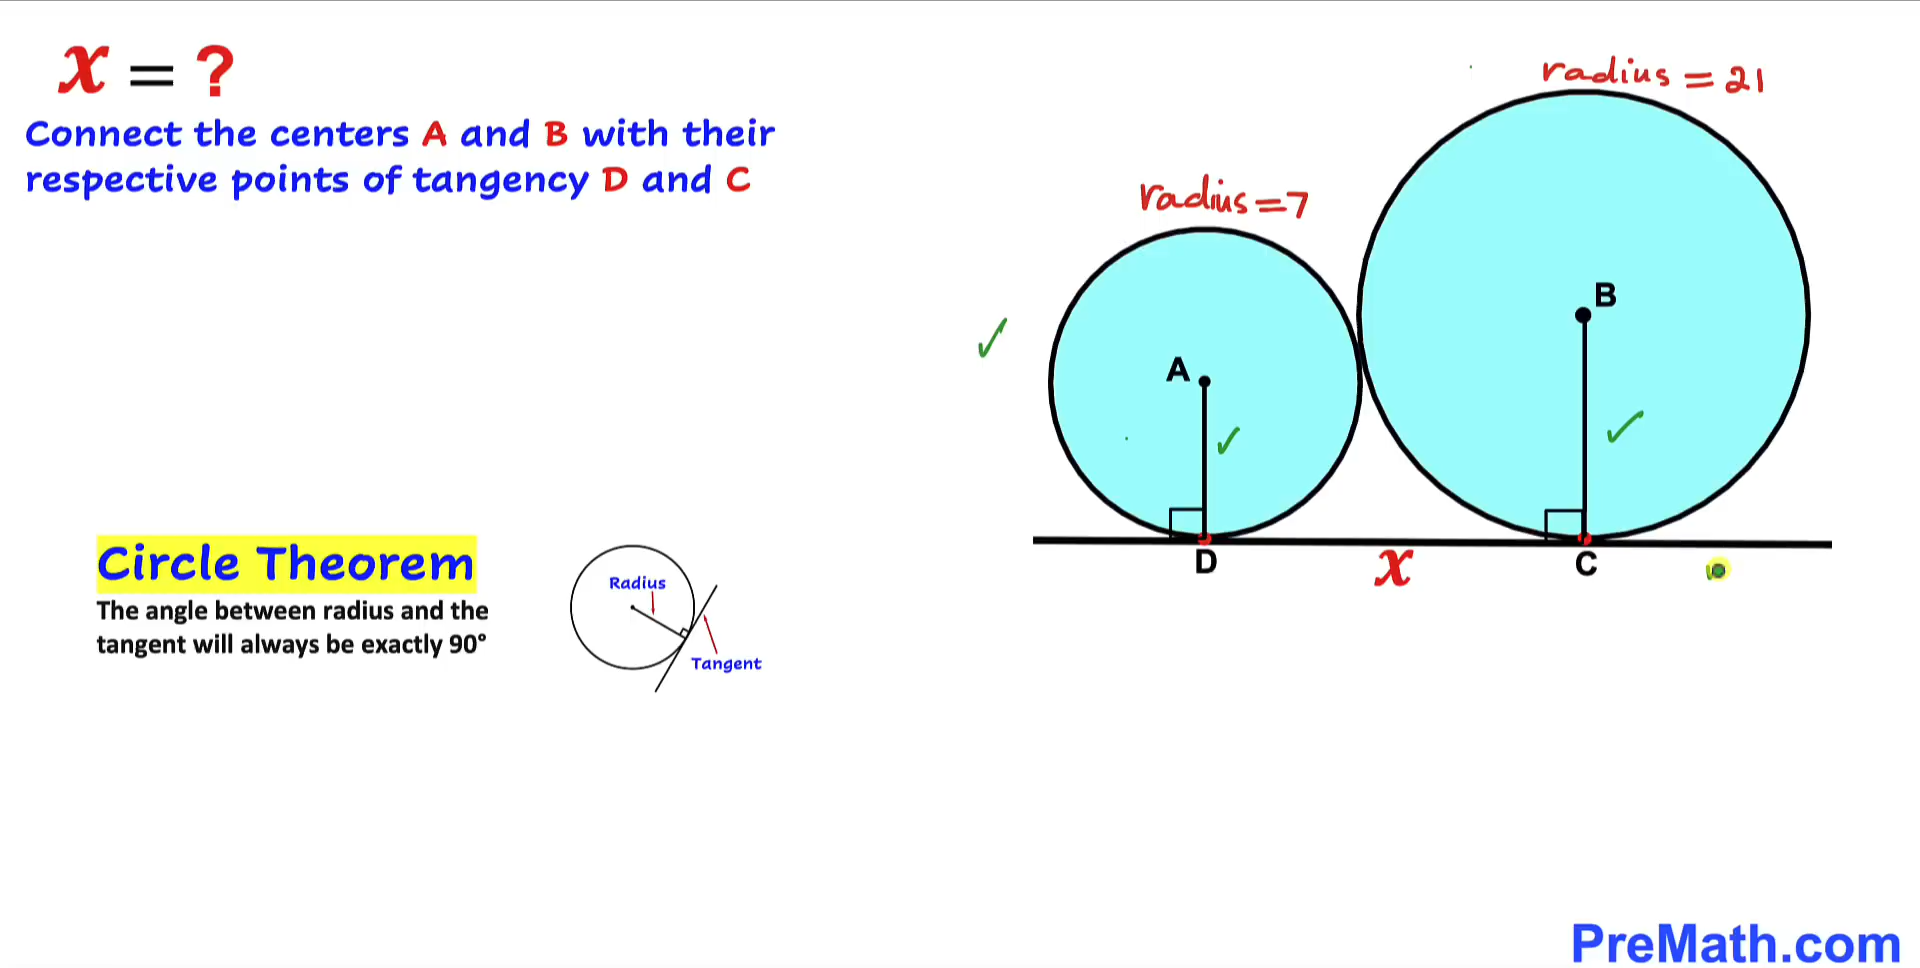 x = ?
Connect the centers A and B with their
respective points of tangency D and C
radius = 21
radius = 7
B
A
D
x
C
Circle Theorem
The angle between radius and the
tangent will always be exactly 90°
Radius
Tangent
PreMath.com